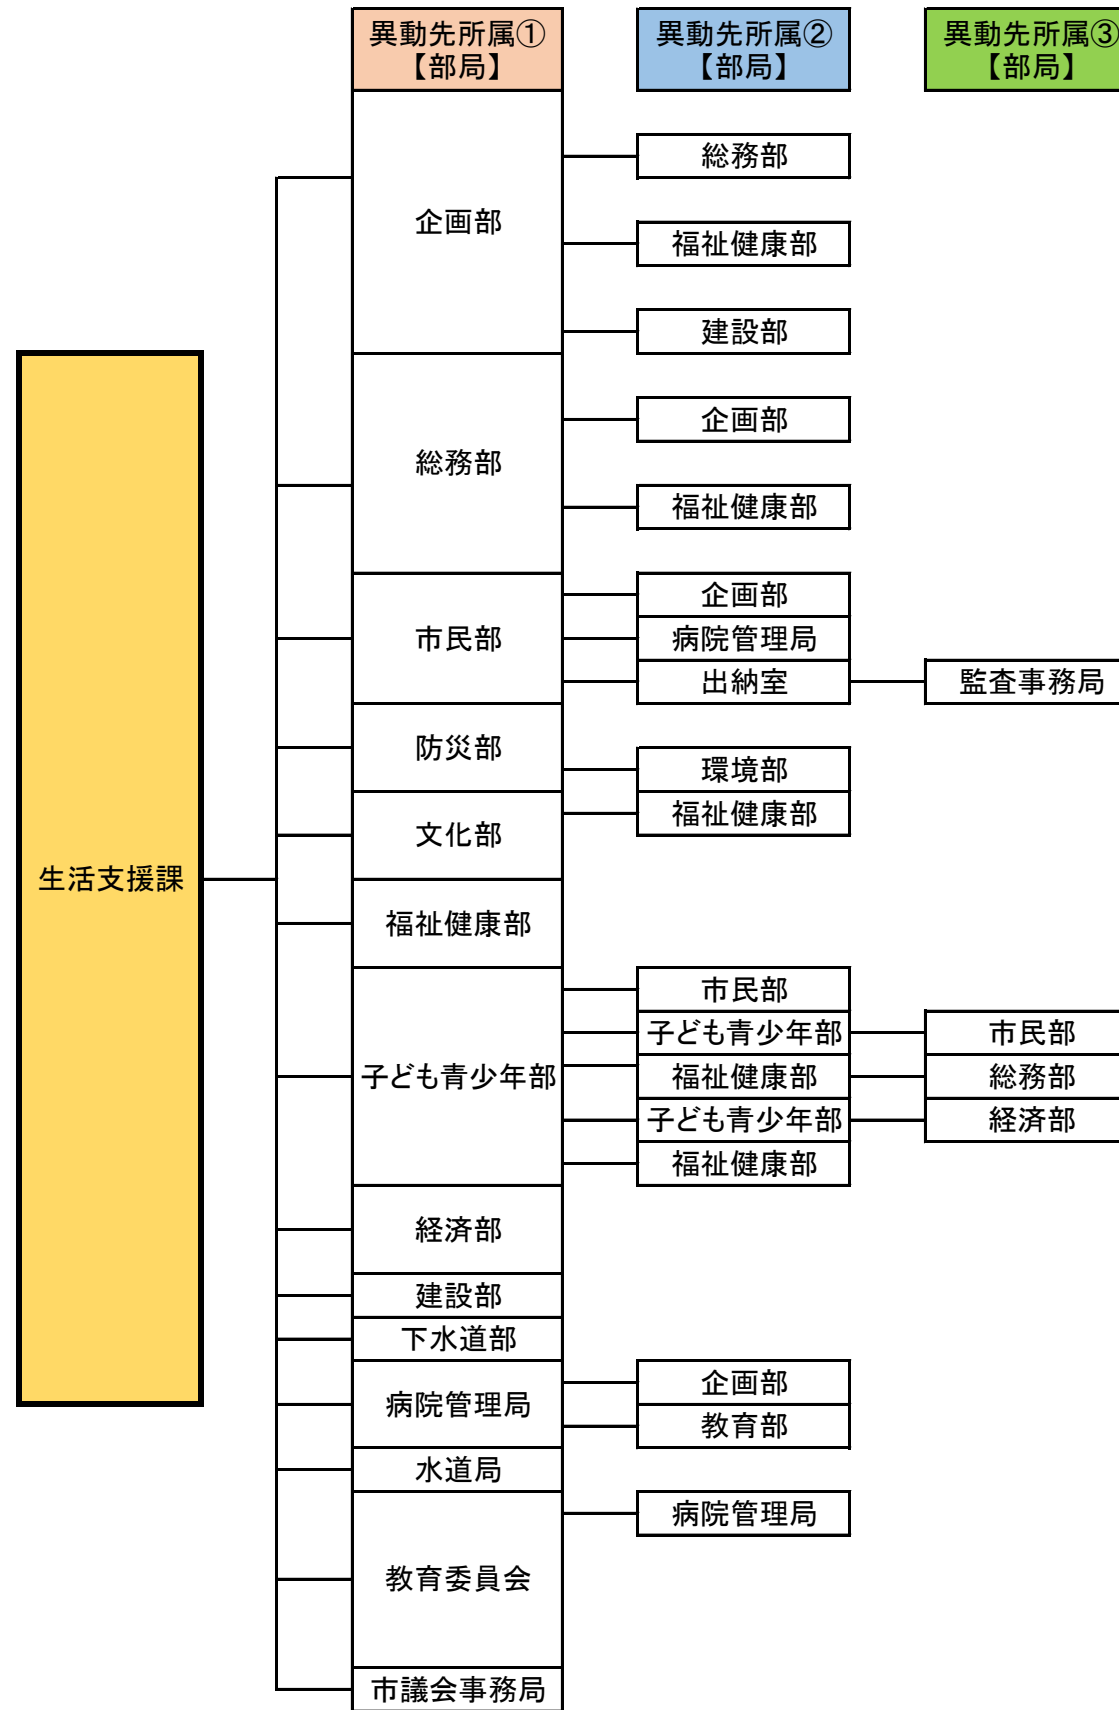 異動先所属①
【部局】
異動先所属②
【部局】
異動先所属③
【部局】
生活支援課
企画部
総務部
福祉健康部
建設部
総務部
企画部
福祉健康部
市民部
企画部
病院管理局
出納室
監査事務局
防災部
環境部
文化部
福祉健康部
福祉健康部
子ども青少年部
市民部
子ども青少年部
市民部
福祉健康部
総務部
子ども青少年部
経済部
福祉健康部
経済部
建設部
下水道部
病院管理局
企画部
教育部
水道局
教育委員会
病院管理局
市議会事務局